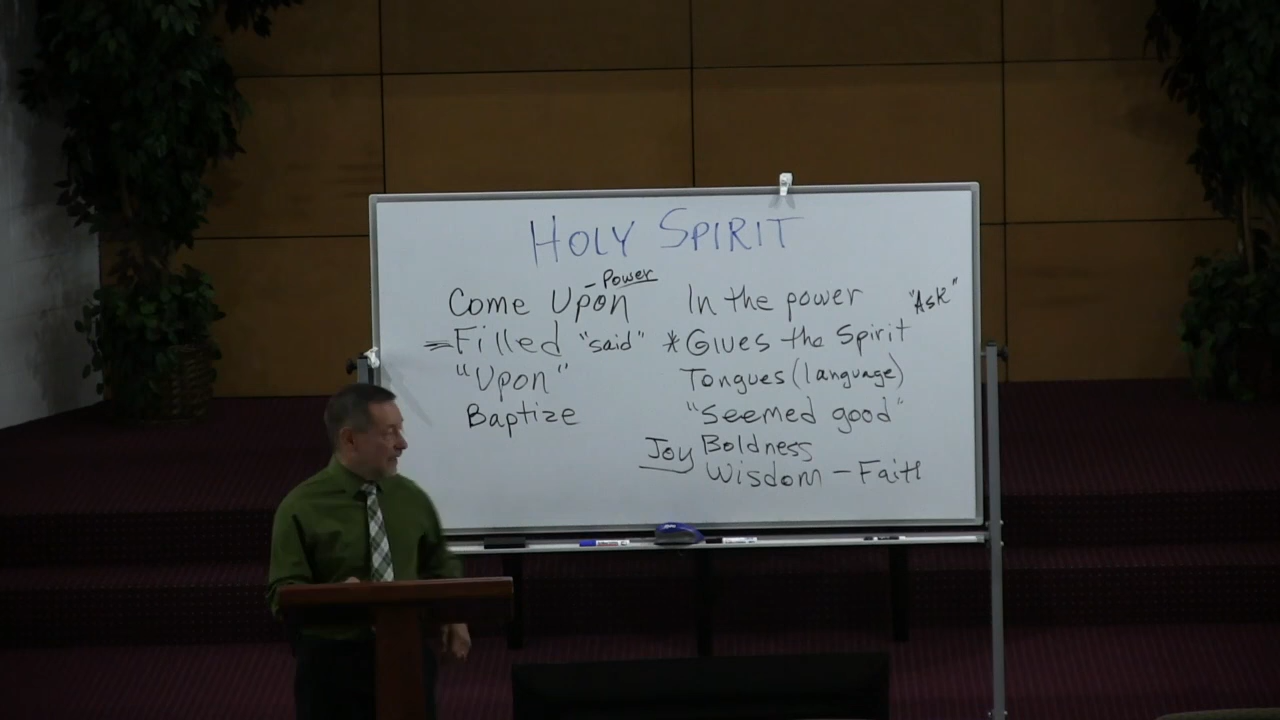 HOLY SPIRIT
- Power
Come Upon
=Filled "said"
"Upon"
Baptize
In the power "Ask"
*Gives the Spirit
Tongues (language)
"Seemed good"
Joy Boldness
Wisdom - Faith